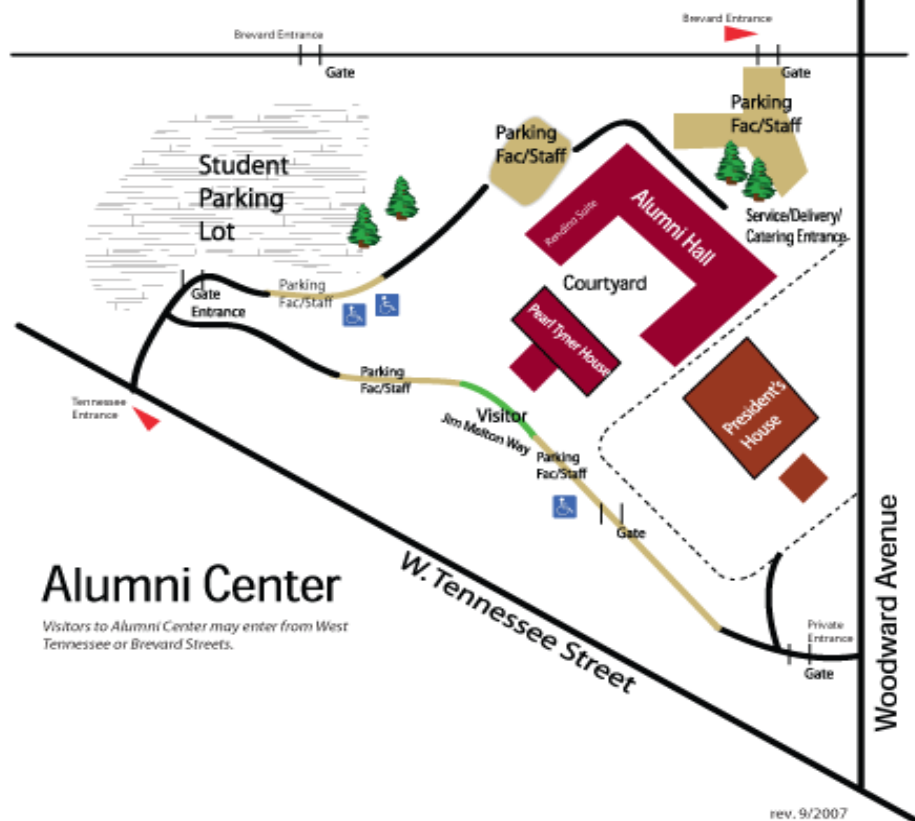 Brevard Entrance
Brevard Entrance
Gate
Gate
Parking
Fac/Staff
Parking
Fac/Staff
Student
Parking
Lot
Rendina Suite
Alumni Hall
Service/Delivery/
Catering Entrance
Courtyard
Gate
Entrance
Parking
Fac/Staff
Pearl Tyner House
Parking
Fac/Staff
Tennessee
Entrance
Visitor
Jim Melton Way
Parking
Fac/Staff
President's
House
Gate
Alumni Center
Visitors to Alumni Center may enter from West
Tennessee or Brevard Streets.
W. Tennessee Street
Woodward Avenue
Private
Entrance
Gate
rev. 9/2007